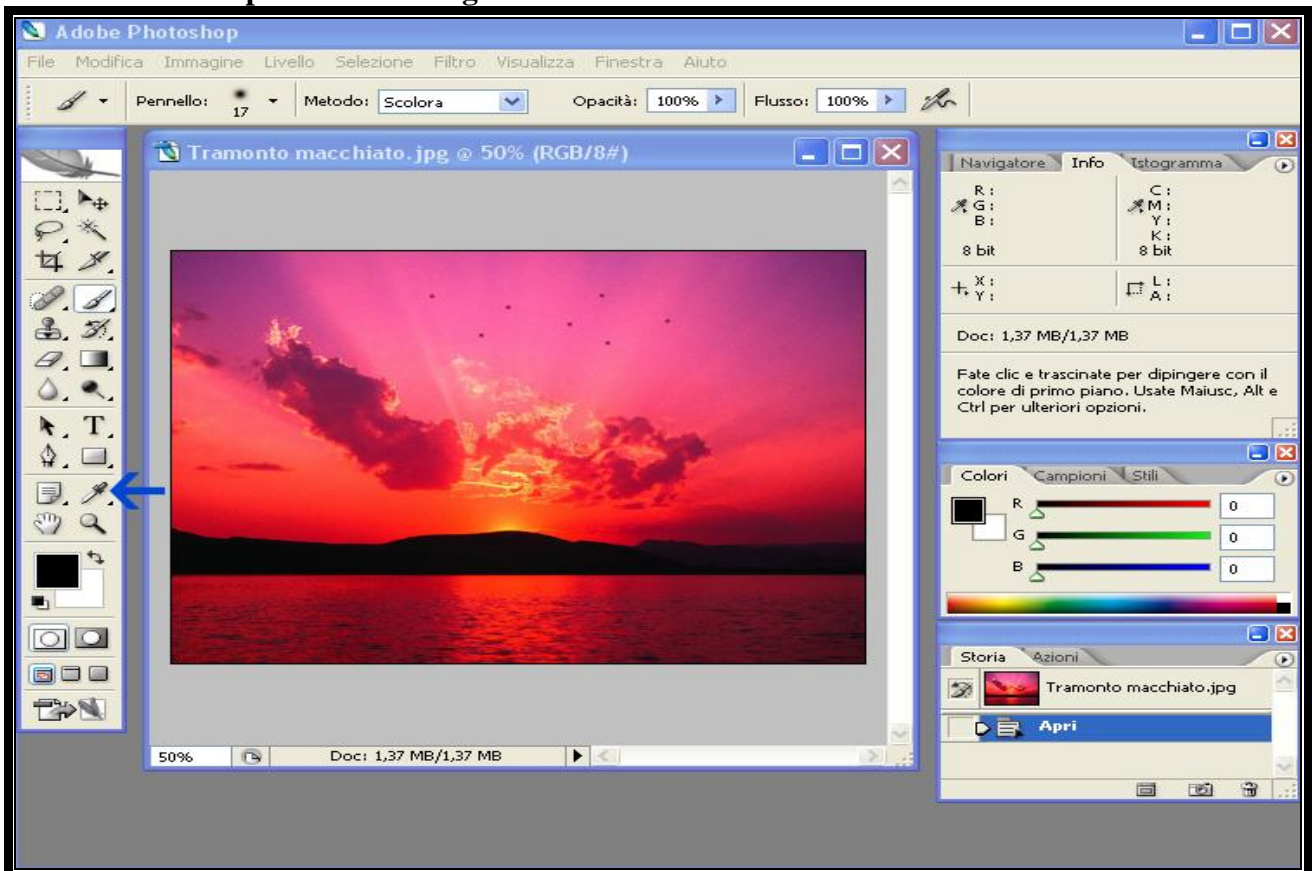 Adobe Photoshop
File Modifica Immagine Livello Selezione Filtro Visualizza Finestra Aiuto
Pennello: 17 Metodo: Scolora Opacità: 100% Flusso: 100%
Tramonto macchiato.jpg @ 50% (RGB/8#)
Navigatore Info Istogramma
R: C:
G: M:
B: Y:
K:
8 bit 8 bit
X: L:
Y: A:
Doc: 1,37 MB/1,37 MB
Fate clic e trascinate per dipingere con il
colore di primo piano. Usate Maiusc, Alt e
Ctrl per ulteriori opzioni.
T
Colori Campioni Stili
R 0
G 0
B 0
Storia Azioni
Tramonto macchiato.jpg
Apri
50% Doc: 1,37 MB/1,37 MB